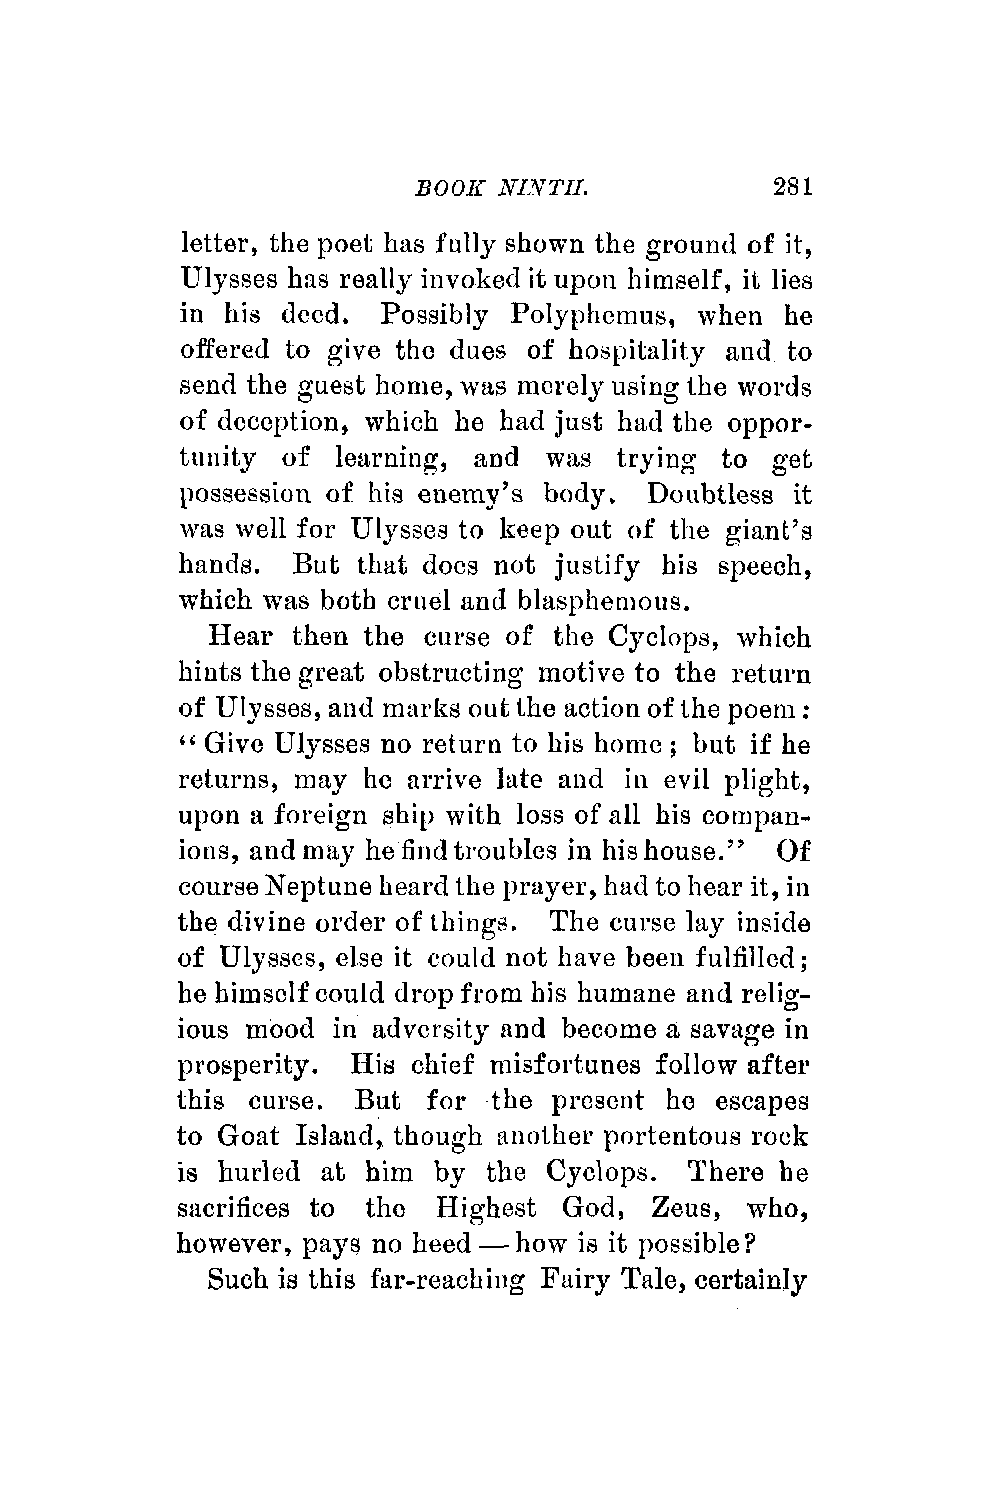 BOOK NINTH. 281
letter, the poet has fully shown the ground of it,
Ulysses has really invoked it upon himself, it lies
in his deed. Possibly Polyphemus, when he
offered to give the dues of hospitality and to
send the guest home, was merely using the words
of deception, which he had just had the oppor-
tunity of learning, and was trying to get
possession of his enemy's body. Doubtless it
was well for Ulysses to keep out of the giant's
hands. But that does not justify his speech,
which was both cruel and blasphemous.
Hear then the curse of the Cyclops, which
hints the great obstructing motive to the return
of Ulysses, and marks out the action of the poem:
"Give Ulysses no return to his home; but if he
returns, may he arrive late and in evil plight,
upon a foreign ship with loss of all his compan-
ions, and may he find troubles in his house." Of
course Neptune heard the prayer, had to hear it, in
the divine order of things. The curse lay inside
of Ulysses, else it could not have been fulfilled;
he himself could drop from his humane and relig-
ious mood in adversity and become a savage in
prosperity. His chief misfortunes follow after
this curse. But for the present he escapes
to Goat Island, though another portentous rock
is hurled at him by the Cyclops. There he
sacrifices to the Highest God, Zeus, who,
however, pays no heed — how is it possible?
Such is this far-reaching Fairy Tale, certainly